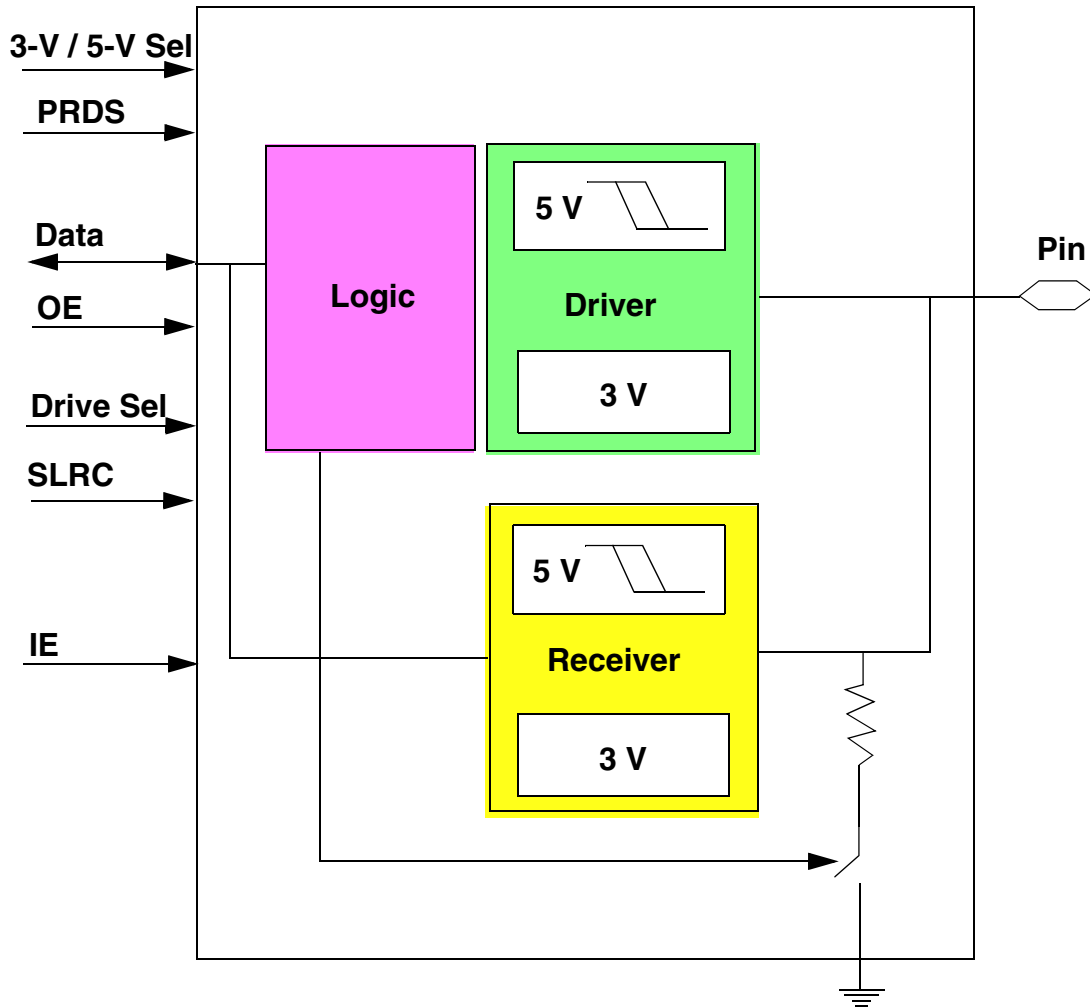 3-V / 5-V Sel
PRDS
Data
OE
Drive Sel
SLRC
IE
Logic
5 V
Driver
3 V
5 V
Receiver
3 V
Pin